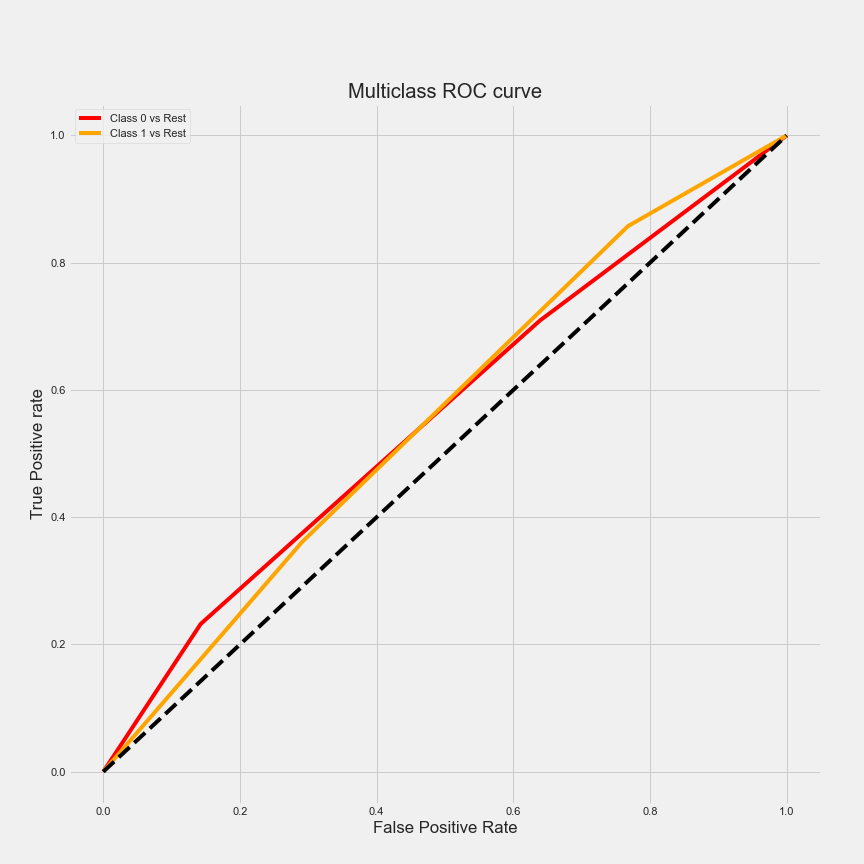 Multiclass ROC curve
Class 0 vs Rest
Class 1 vs Rest
True Positive rate
1.0
0.8
0.6
0.4
0.2
0.0
0.0 0.2 0.4 0.6 0.8 1.0
False Positive Rate